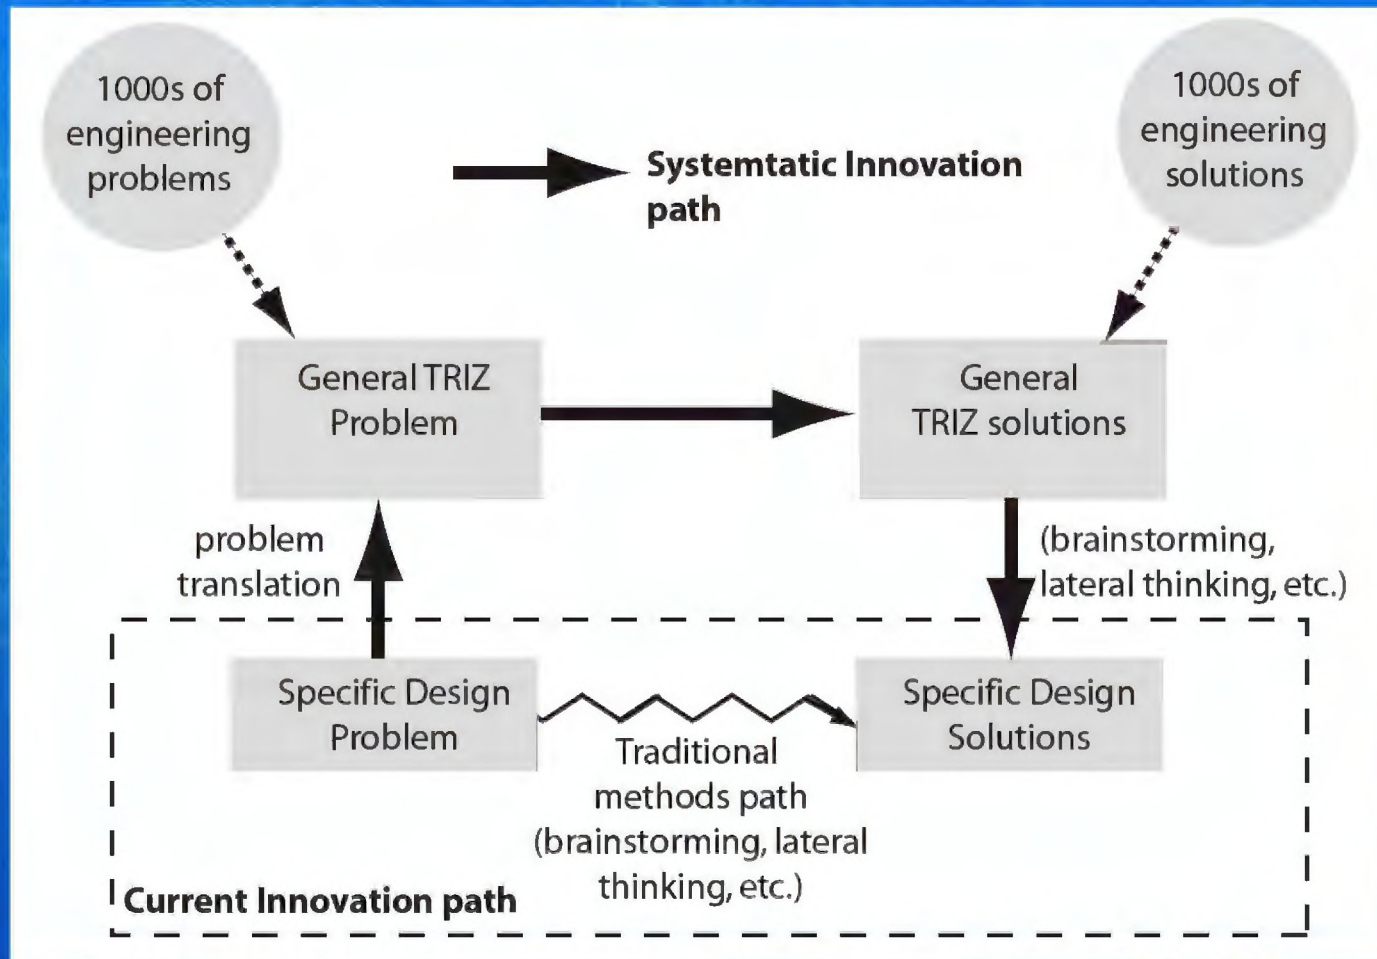 1000s of
engineering
problems
1000s of
engineering
solutions
Systemtatic Innovation
path
General TRIZ
Problem
General
TRIZ solutions
problem
translation
(brainstorming,
lateral thinking, etc.)
Specific Design
Problem
Specific Design
Solutions
Traditional
methods path
(brainstorming, lateral
thinking, etc.)
Current Innovation path